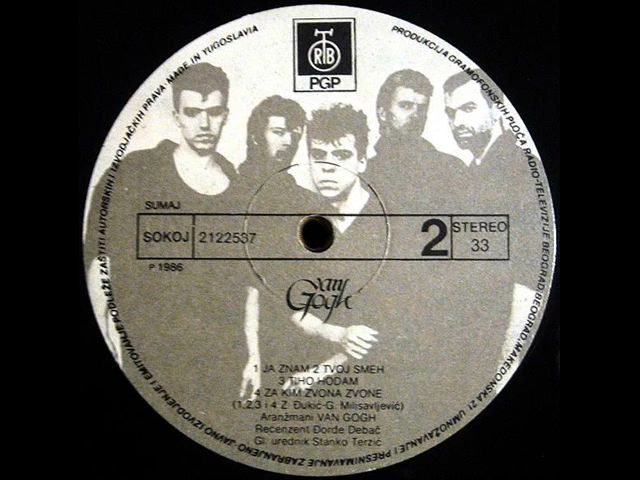 RTB
PGP
PODLEŽE ZAŠTITI AUTORSKIH I IZVODJAČKIH PRAVA · MADE IN YUGOSLAVIA
PRODUKCIJA GRAMOFONSKIH PLOČA RADIO-TELEVIZIJE BEOGRAD, BEOGRAD, MAKEDONSKA 21
UMNOŽAVANJE I PRESNIMAVANJE ZABRANJENO. JAVNO IZVODJENJE I EMITOVANJE
SUMAJ
SOKOJ 2122537 2 STEREO 33
P 1986
van Gogh
1 JA ZNAM 2 TVOJ SMEH
3 TIHO HODAM
4 ZA KIM ZVONA ZVONE
(1,2,3 i 4 Z. Đukić-G. Milisavljević)
Aranžmani VAN GOGH
Recenzent Đorđe Debač
Gl. urednik Stanko Terzić